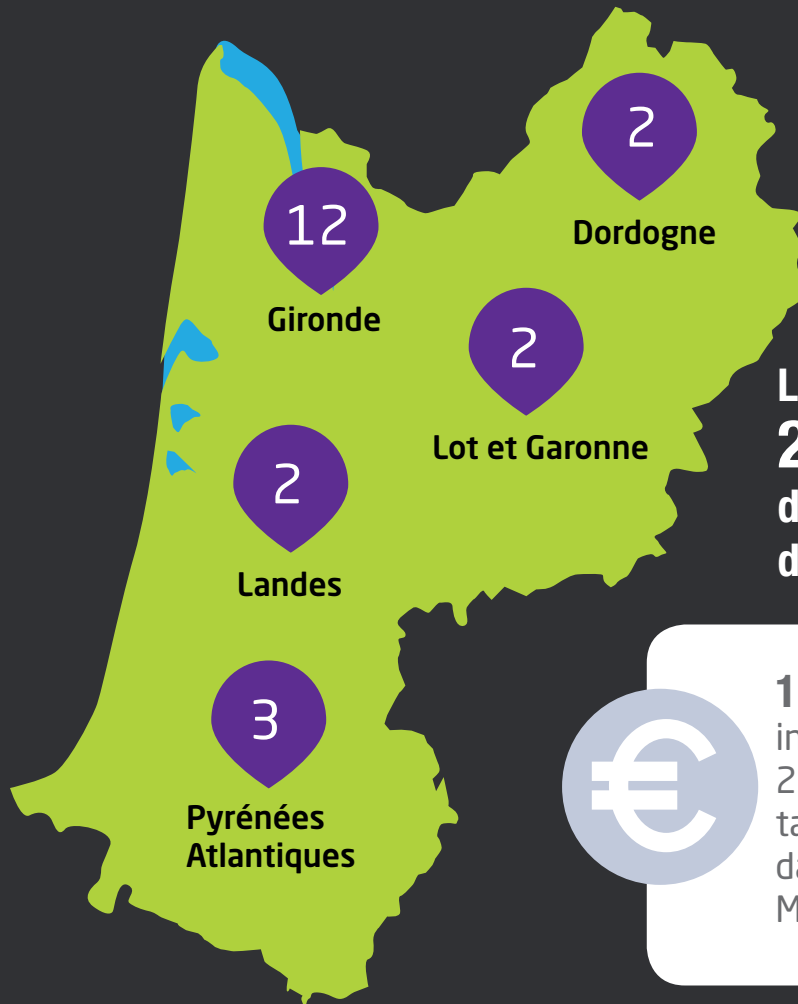 2
Dordogne
12
Gironde
2
Lot et Garonne
2
Landes
3
Pyrénées
Atlantiques
€